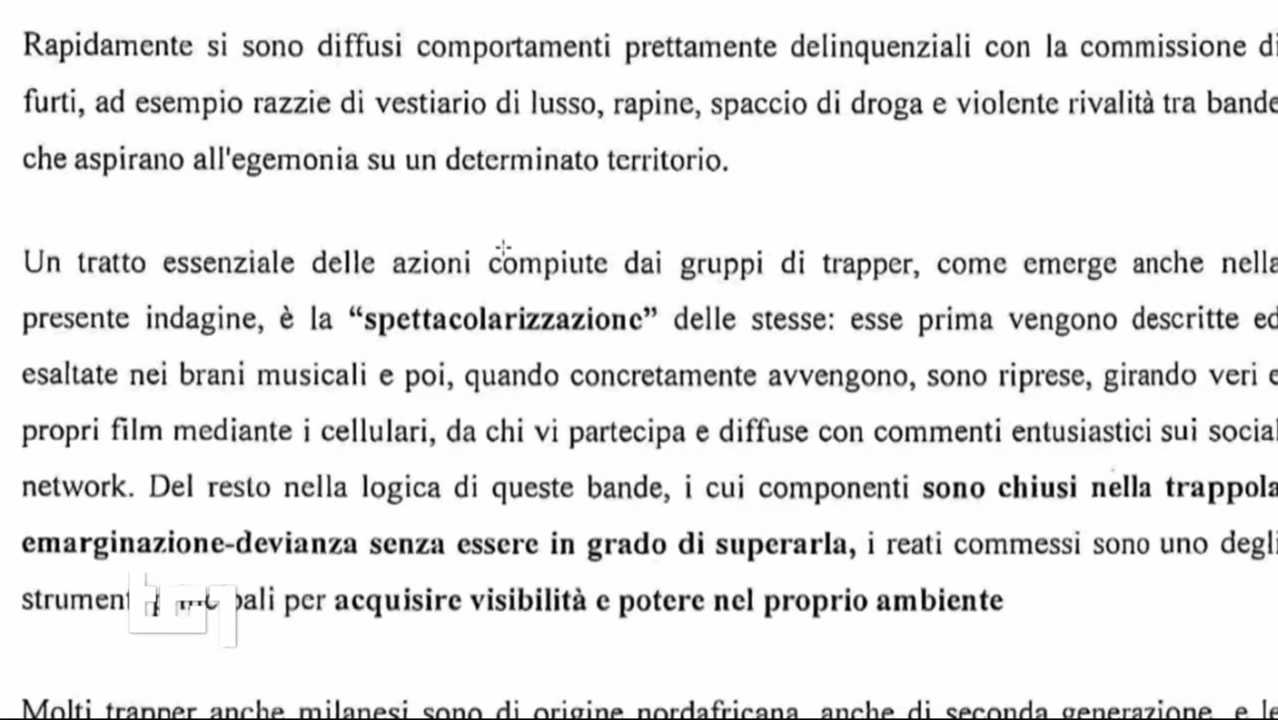 Rapidamente si sono diffusi comportamenti prettamente delinquenziali con la commissione di
furti, ad esempio razzie di vestiario di lusso, rapine, spaccio di droga e violente rivalità tra bande
che aspirano all'egemonia su un determinato territorio.
Un tratto essenziale delle azioni compiute dai gruppi di trapper, come emerge anche nella
presente indagine, è la “spettacolarizzazione” delle stesse: esse prima vengono descritte ed
esaltate nei brani musicali e poi, quando concretamente avvengono, sono riprese, girando veri e
propri film mediante i cellulari, da chi vi partecipa e diffuse con commenti entusiastici sui social
network. Del resto nella logica di queste bande, i cui componenti sono chiusi nella trappola
emarginazione-devianza senza essere in grado di superarla, i reati commessi sono uno degli
per acquisire visibilità e potere nel proprio ambiente
Molti trapper anche milanesi sono di origine nordafricana, anche di seconda generazione, e le